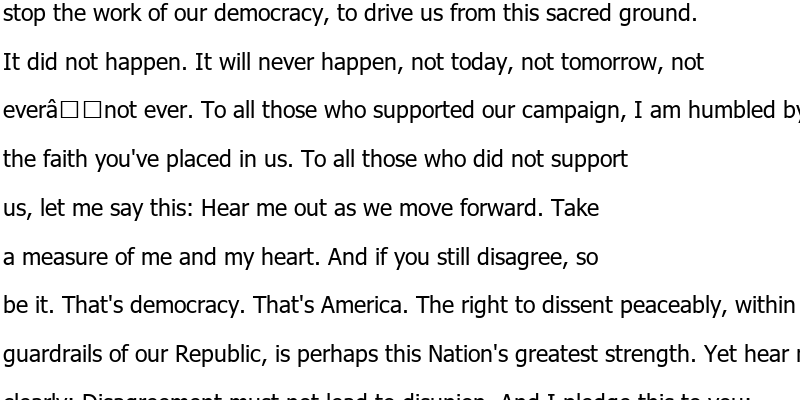 stop the work of our democracy, to drive us from this sacred ground.
It did not happen. It will never happen, not today, not tomorrow, not
everâ□□not ever. To all those who supported our campaign, I am humbled by
the faith you've placed in us. To all those who did not support
us, let me say this: Hear me out as we move forward. Take
a measure of me and my heart. And if you still disagree, so
be it. That's democracy. That's America. The right to dissent peaceably, within
guardrails of our Republic, is perhaps this Nation's greatest strength. Yet hear
clearly: Disagreement must not lead to disunion. And I pledge this to you: